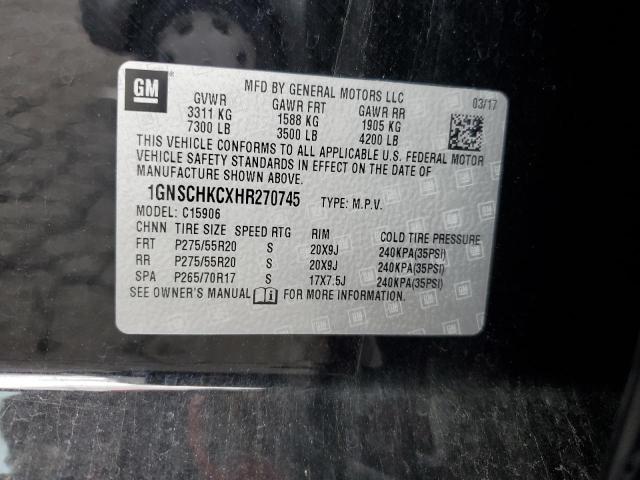 GM
MFD BY GENERAL MOTORS LLC
03/17
GVWR GAWR FRT GAWR RR
3311 KG 1588 KG 1905 KG
7300 LB 3500 LB 4200 LB
THIS VEHICLE CONFORMS TO ALL APPLICABLE U.S. FEDERAL MOTOR
VEHICLE SAFETY STANDARDS IN EFFECT ON THE DATE OF
MANUFACTURE SHOWN ABOVE.
1GNSCHKCXHR270745 TYPE: M.P.V.
MODEL: C15906
CHNN TIRE SIZE SPEED RTG RIM COLD TIRE PRESSURE
FRT P275/55R20 S 20X9J 240KPA(35PSI)
RR P275/55R20 S 20X9J 240KPA(35PSI)
SPA P265/70R17 S 17X7.5J 240KPA(35PSI)
SEE OWNER'S MANUAL FOR MORE INFORMATION.